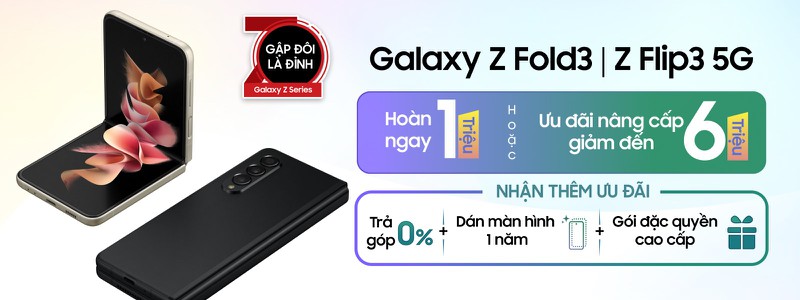 GẬP ĐÔI
LÀ ĐỈNH
Galaxy Z Series
Galaxy Z Fold3 | Z Flip3 5G
Hoàn
ngay
1
Triệu
Hoặc
Ưu đãi nâng cấp
giảm đến
6
Triệu
NHẬN THÊM ƯU ĐÃI
Trả
góp
0%
+
Dán màn hình
1 năm
+
Gói đặc quyền
cao cấp